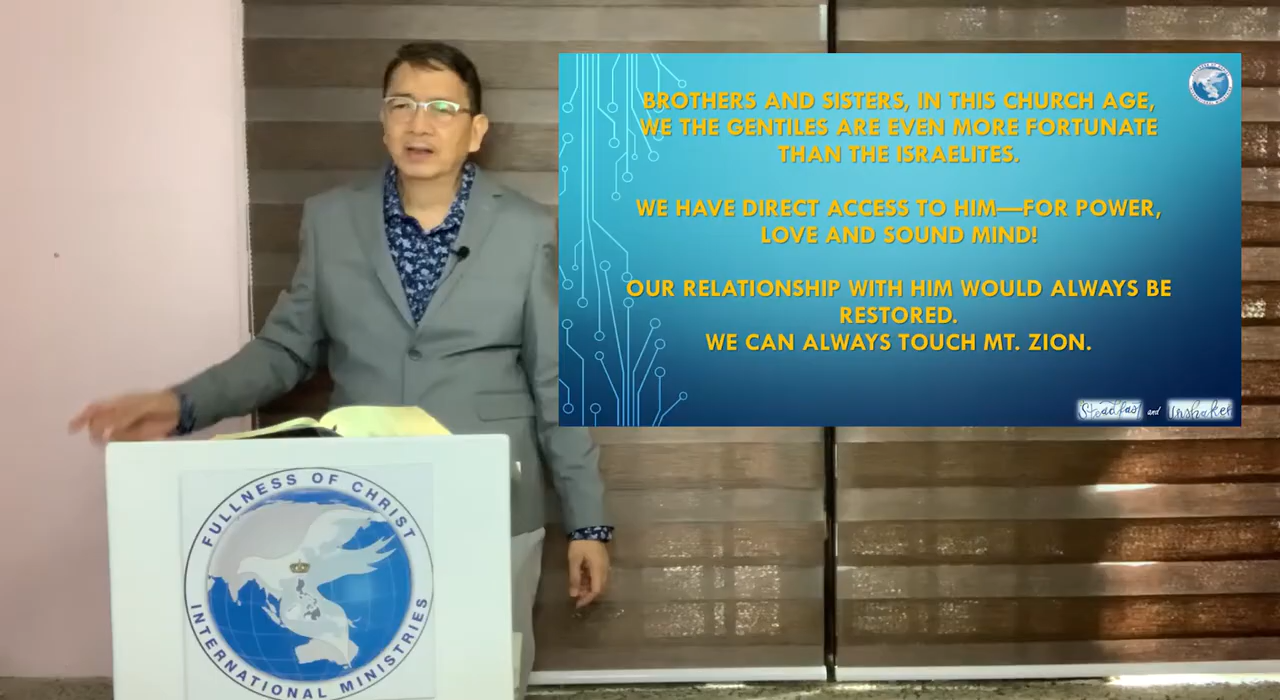 BROTHERS AND SISTERS, IN THIS CHURCH AGE,
WE THE GENTILES ARE EVEN MORE FORTUNATE
THAN THE ISRAELITES.
WE HAVE DIRECT ACCESS TO HIM—FOR POWER,
LOVE AND SOUND MIND!
OUR RELATIONSHIP WITH HIM WOULD ALWAYS BE
RESTORED.
WE CAN ALWAYS TOUCH MT. ZION.
Steadfast and Unshaken
FULLNESS OF CHRIST
INTERNATIONAL MINISTRIES